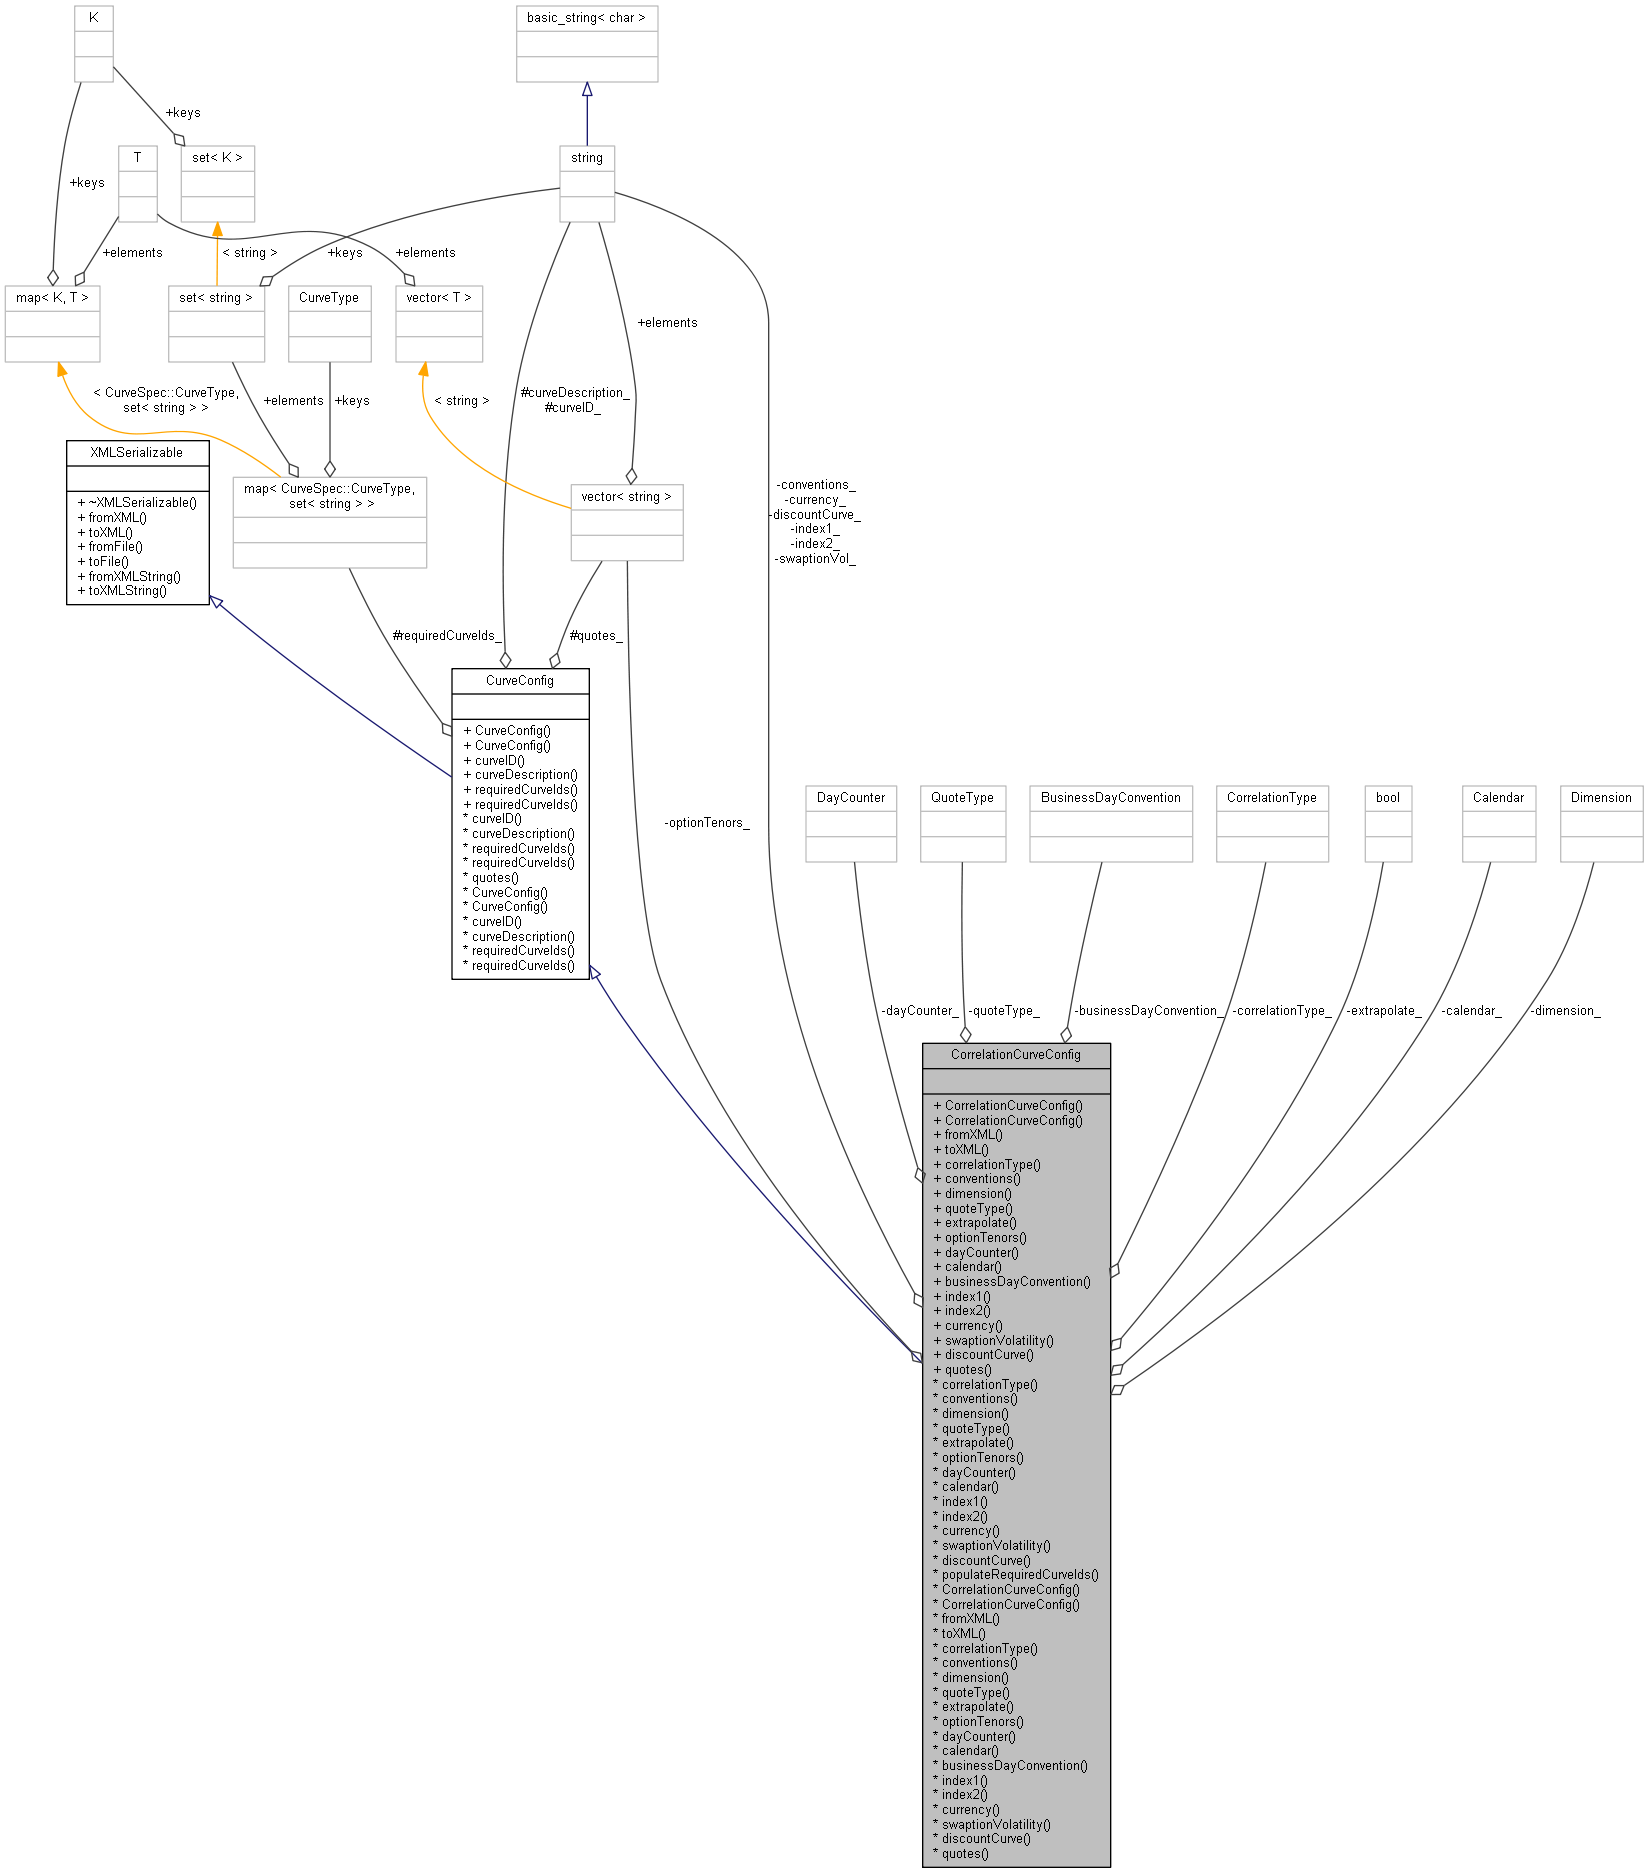 K
basic_string< char >
+keys
T
set< K >
string
+keys
+elements
< string >
+keys
+elements
map< K, T >
set< string >
CurveType
vector< T >
+elements
< CurveSpec::CurveType,
set< string > >
+elements
+keys
< string >
#curveDescription_
#curveID_
XMLSerializable
+ ~XMLSerializable()
+ fromXML()
+ toXML()
+ fromFile()
+ toFile()
+ fromXMLString()
+ toXMLString()
map< CurveSpec::CurveType,
set< string > >
vector< string >
-conventions_
-currency_
-discountCurve_
-index1_
-index2_
-swaptionVol_
#requiredCurveIds_
#quotes_
CurveConfig
+ CurveConfig()
+ CurveConfig()
+ curveID()
+ curveDescription()
+ requiredCurveIds()
+ requiredCurveIds()
* curveID()
* curveDescription()
* requiredCurveIds()
* requiredCurveIds()
* quotes()
* CurveConfig()
* CurveConfig()
* curveID()
* curveDescription()
* requiredCurveIds()
* requiredCurveIds()
-optionTenors_
DayCounter
QuoteType
BusinessDayConvention
CorrelationType
bool
Calendar
Dimension
-dayCounter_
-quoteType_
-businessDayConvention_
-correlationType_
-extrapolate_
-calendar_
-dimension_
CorrelationCurveConfig
+ CorrelationCurveConfig()
+ CorrelationCurveConfig()
+ fromXML()
+ toXML()
+ correlationType()
+ conventions()
+ dimension()
+ quoteType()
+ extrapolate()
+ optionTenors()
+ dayCounter()
+ calendar()
+ businessDayConvention()
+ index1()
+ index2()
+ currency()
+ swaptionVolatility()
+ discountCurve()
+ quotes()
* correlationType()
* conventions()
* dimension()
* quoteType()
* extrapolate()
* optionTenors()
* dayCounter()
* calendar()
* index1()
* index2()
* currency()
* swaptionVolatility()
* discountCurve()
* populateRequiredCurveIds()
* CorrelationCurveConfig()
* CorrelationCurveConfig()
* fromXML()
* toXML()
* correlationType()
* conventions()
* dimension()
* quoteType()
* extrapolate()
* optionTenors()
* dayCounter()
* calendar()
* businessDayConvention()
* index1()
* index2()
* currency()
* swaptionVolatility()
* discountCurve()
* quotes()